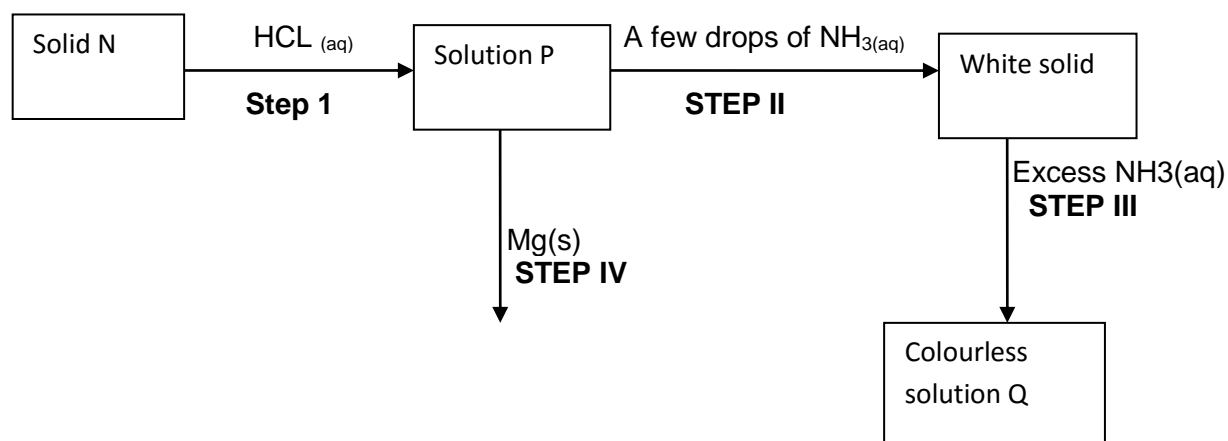 Solid N
HCL (aq)
Step 1
Solution P
A few drops of NH3(aq)
STEP II
White solid
Excess NH3(aq)
STEP III
Mg(s)
STEP IV
Colourless
solution Q